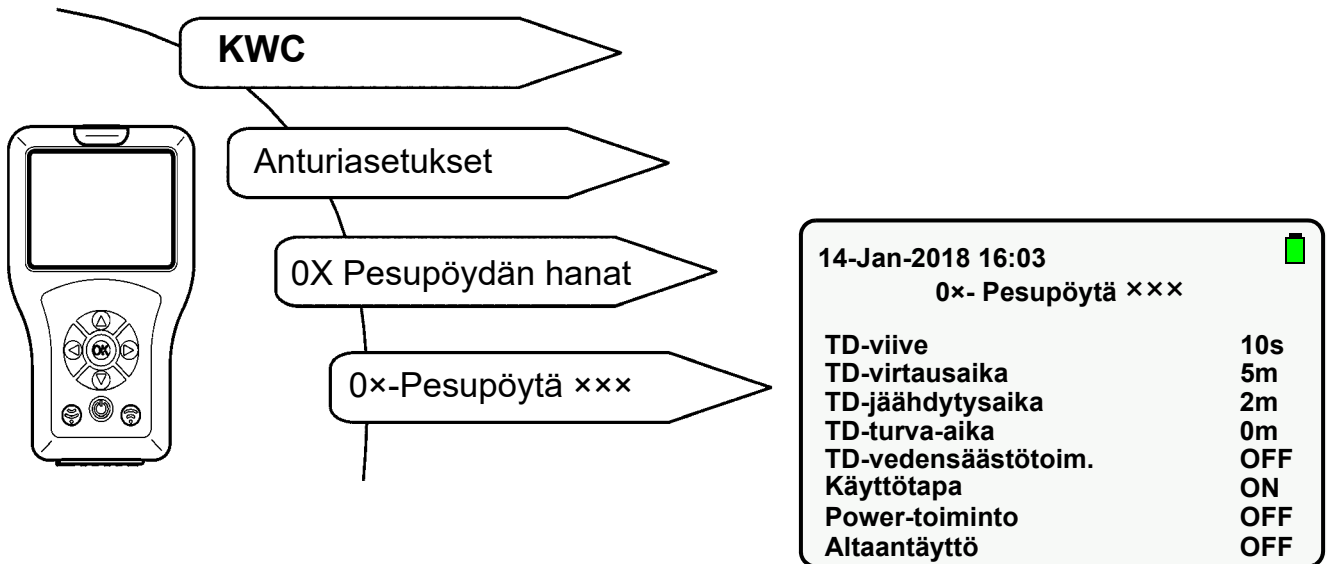 KWC
Anturiasetukset
0X Pesupöydän hanat
0×-Pesupöytä ×××
OK
14-Jan-2018 16:03
0×- Pesupöytä ×××
TD-viive 10s
TD-virtausaika 5m
TD-jäähdytysaika 2m
TD-turva-aika 0m
TD-vedensäästötoim. OFF
Käyttötapa ON
Power-toiminto OFF
Altaantäyttö OFF